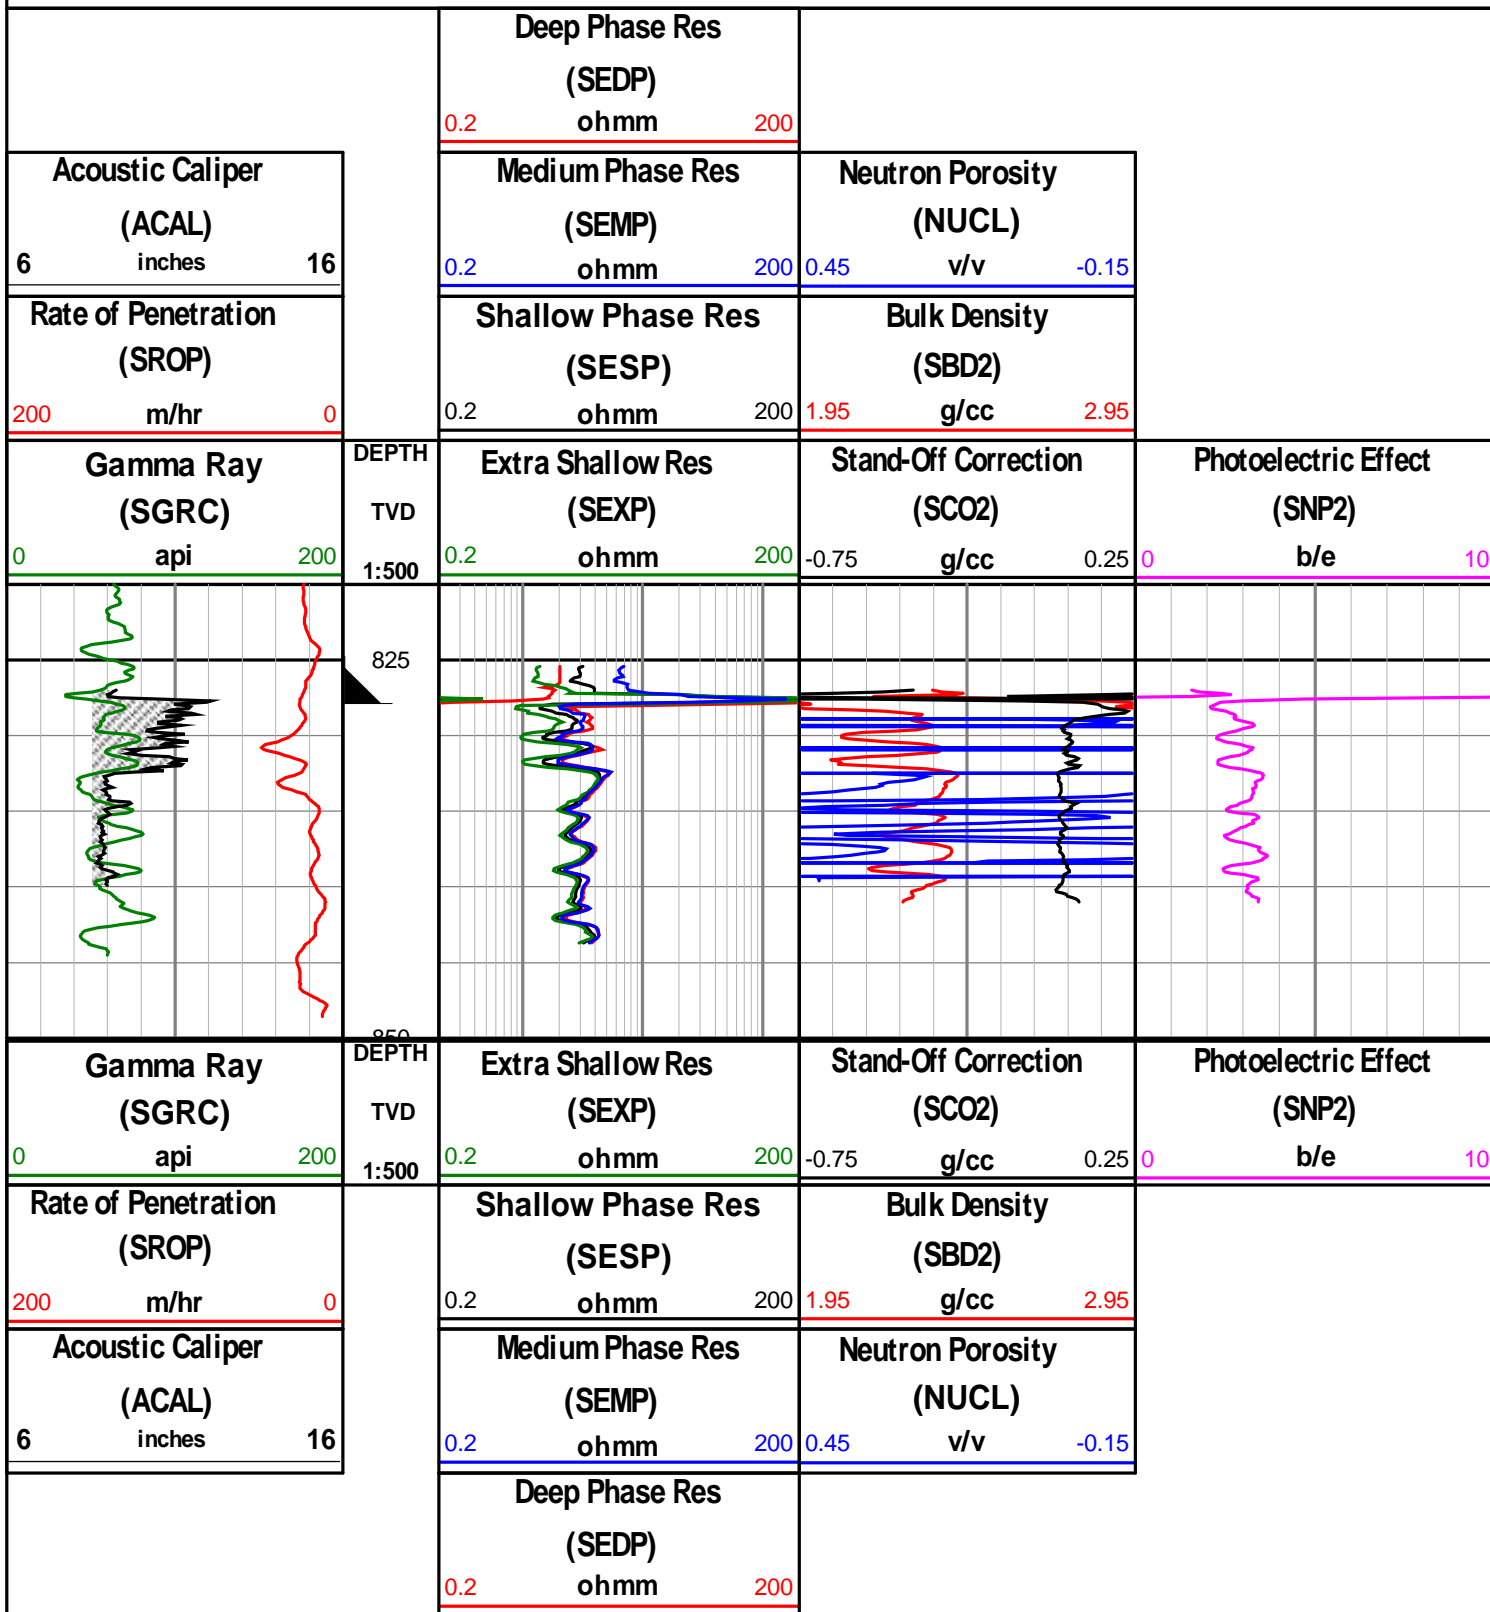 Deep Phase Res
(SEDP)
0.2 ohmm 200
Acoustic Caliper
(ACAL)
6 inches 16
Medium Phase Res
(SEMP)
0.2 ohmm 200
Neutron Porosity
(NUCL)
0.45 v/v -0.15
Rate of Penetration
(SROP)
200 m/hr 0
Shallow Phase Res
(SESP)
0.2 ohmm 200
Bulk Density
(SBD2)
1.95 g/cc 2.95
Gamma Ray
(SGRC)
0 api 200
DEPTH
TVD
1:500
Extra Shallow Res
(SEXP)
0.2 ohmm 200
Stand-Off Correction
(SCO2)
-0.75 g/cc 0.25
Photoelectric Effect
(SNP2)
0 b/e 10
825
850
Gamma Ray
(SGRC)
0 api 200
DEPTH
TVD
1:500
Extra Shallow Res
(SEXP)
0.2 ohmm 200
Stand-Off Correction
(SCO2)
-0.75 g/cc 0.25
Photoelectric Effect
(SNP2)
0 b/e 10
Rate of Penetration
(SROP)
200 m/hr 0
Shallow Phase Res
(SESP)
0.2 ohmm 200
Bulk Density
(SBD2)
1.95 g/cc 2.95
Acoustic Caliper
(ACAL)
6 inches 16
Medium Phase Res
(SEMP)
0.2 ohmm 200
Neutron Porosity
(NUCL)
0.45 v/v -0.15
Deep Phase Res
(SEDP)
0.2 ohmm 200